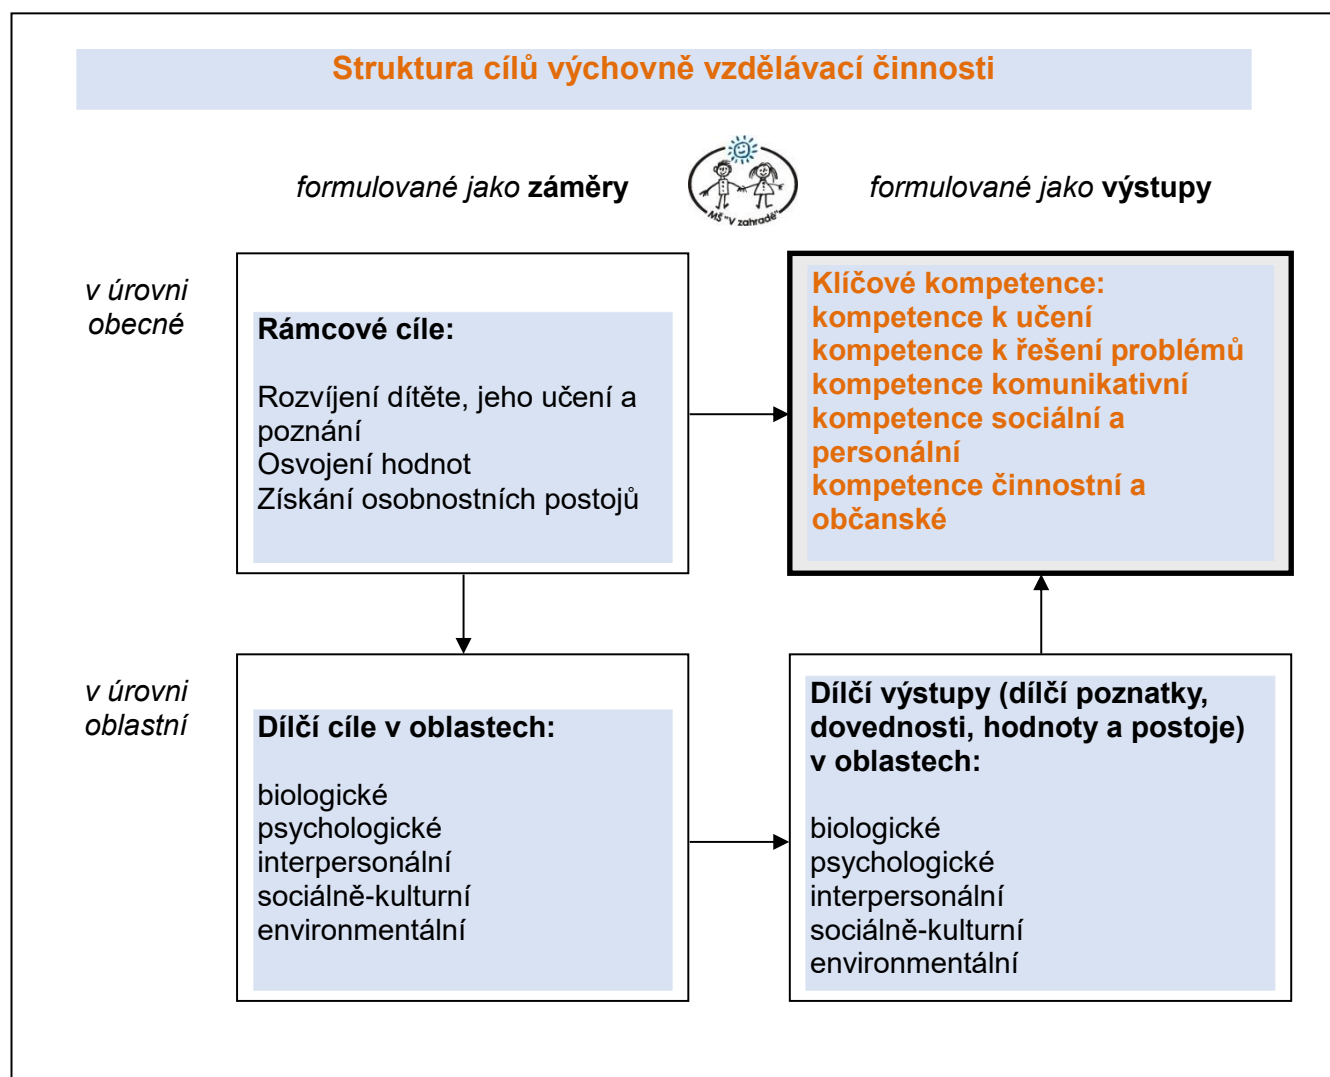 Struktura cílů výchovně vzdělávací činnosti
formulované jako záměry
MŠ "V zahradě"
formulované jako výstupy
v úrovni
obecné
Rámcové cíle:
Rozvíjení dítěte, jeho učení a
poznání
Osvojení hodnot
Získání osobnostních postojů
Klíčové kompetence:
kompetence k učení
kompetence k řešení problémů
kompetence komunikativní
kompetence sociální a
personální
kompetence činnostní a
občanské
v úrovni
oblastní
Dílčí cíle v oblastech:
biologické
psychologické
interpersonální
sociálně-kulturní
environmentální
Dílčí výstupy (dílčí poznatky,
dovednosti, hodnoty a postoje)
v oblastech:
biologické
psychologické
interpersonální
sociálně-kulturní
environmentální